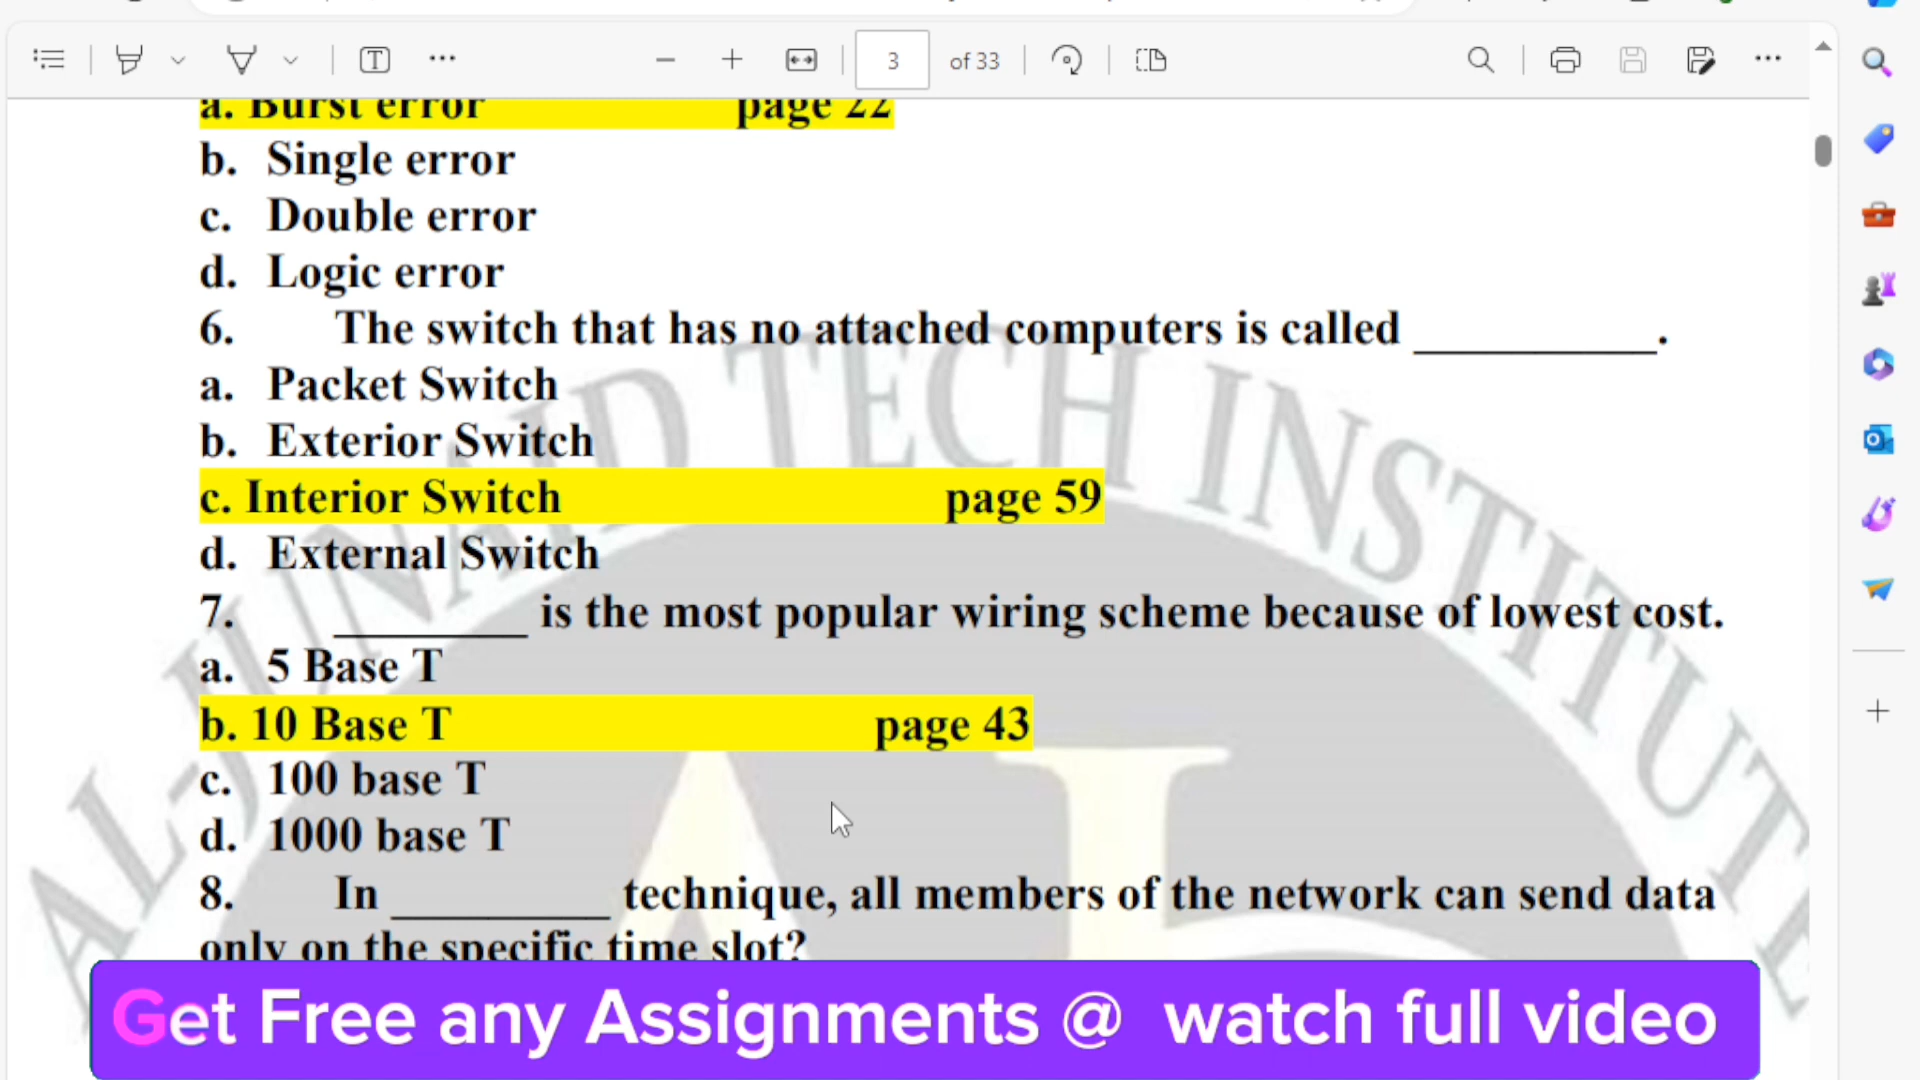 3 of 33
a. Burst error page 22
b. Single error
c. Double error
d. Logic error
6. The switch that has no attached computers is called __________.
a. Packet Switch
b. Exterior Switch
c. Interior Switch page 59
d. External Switch
7. ________ is the most popular wiring scheme because of lowest cost.
a. 5 Base T
b. 10 Base T page 43
c. 100 base T
d. 1000 base T
8. In _________ technique, all members of the network can send data
only on the specific time slot?
AL-JUNAID TECH INSTITUTE
Get Free any Assignments @ watch full video